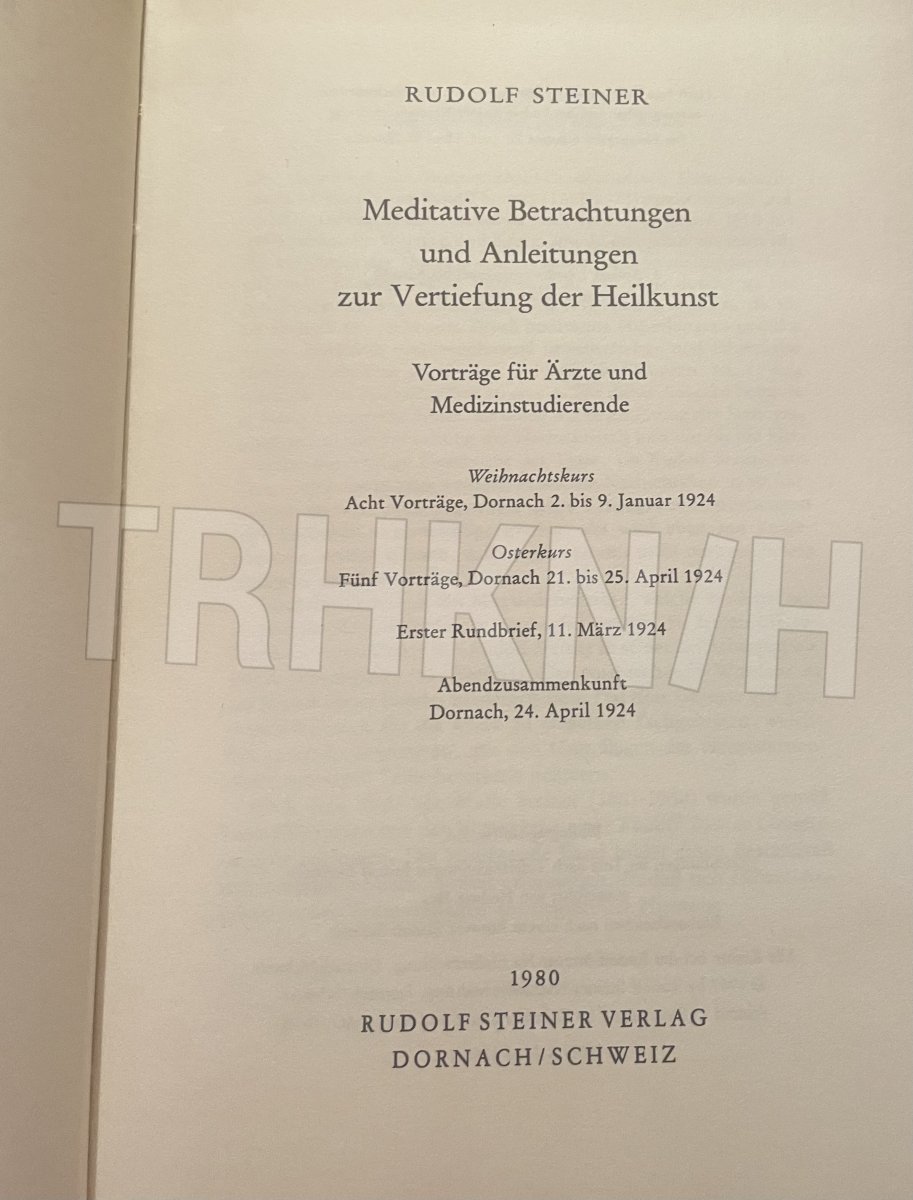 RUDOLF STEINER
Meditative Betrachtungen
und Anleitungen
zur Vertiefung der Heilkunst
Vorträge für Ärzte und
Medizinstudierende
Weihnachtskurs
Acht Vorträge, Dornach 2. bis 9. Januar 1924
Osterkurs
Fünf Vorträge, Dornach 21. bis 25. April 1924
TRHKN/H
Erster Rundbrief, 11. März 1924
Abendzusammenkunft
Dornach, 24. April 1924
1980
RUDOLF STEINER VERLAG
DORNACH/SCHWEIZ